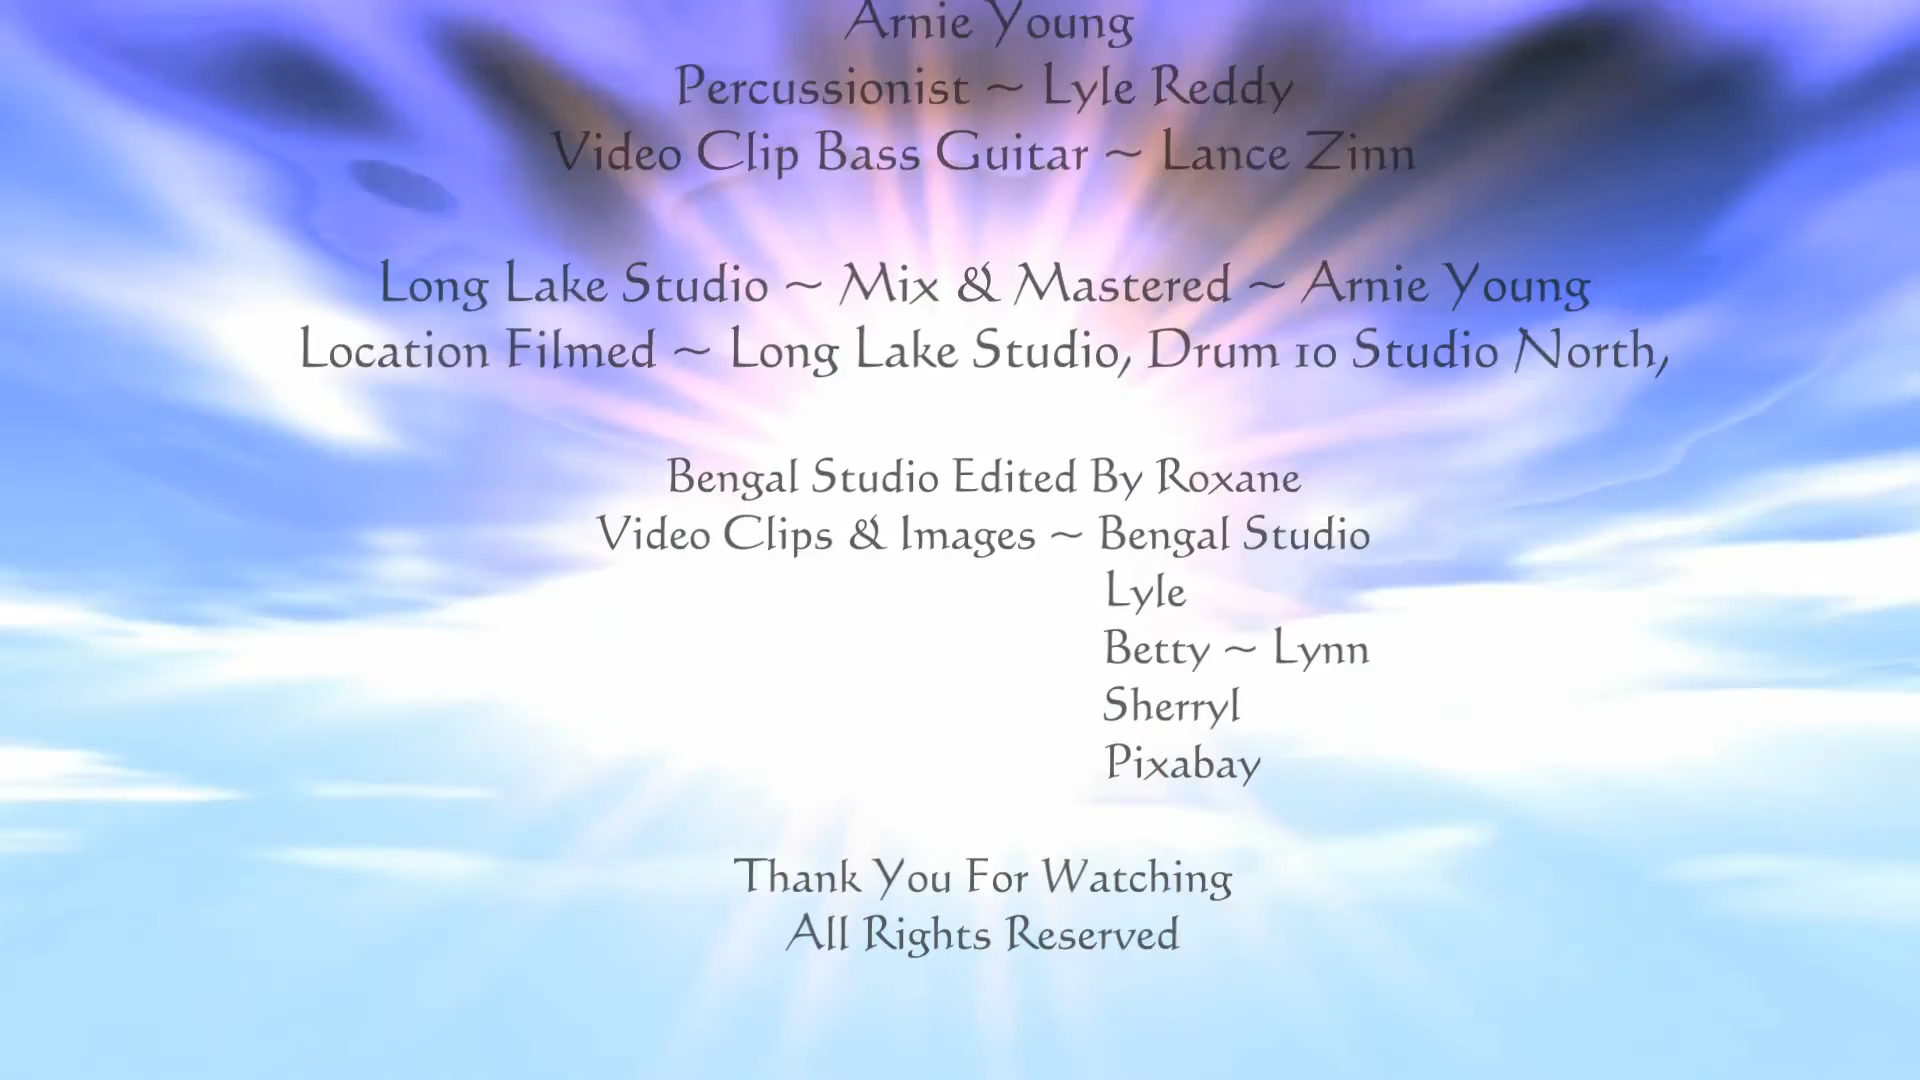 Arnie Young
Percussionist ~ Lyle Reddy
Video Clip Bass Guitar ~ Lance Zinn
Long Lake Studio ~ Mix & Mastered ~ Arnie Young
Location Filmed ~ Long Lake Studio, Drum 10 Studio North,
Bengal Studio Edited By Roxane
Video Clips & Images ~ Bengal Studio
Lyle
Betty ~ Lynn
Sherryl
Pixabay
Thank You For Watching
All Rights Reserved